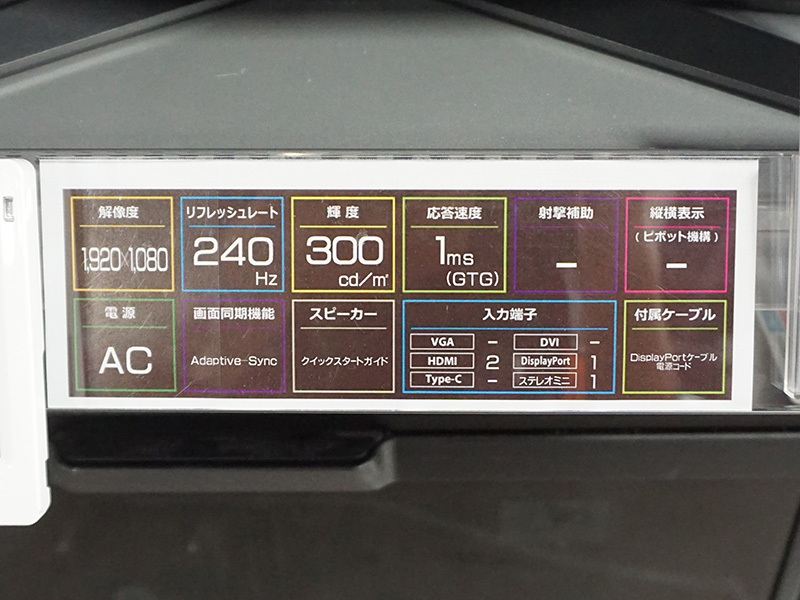 解像度
1,920×1,080
リフレッシュレート
240
Hz
輝度
300
cd/㎡
応答速度
1ms
(GTG)
射撃補助
–
縦横表示
(ピボット機構)
–
電源
AC
画面同期機能
Adaptive-Sync
スピーカー
クイックスタートガイド
入力端子
VGA – DVI –
HDMI 2 DisplayPort 1
Type-C – ステレオミニ 1
付属ケーブル
DisplayPortケーブル
電源コード